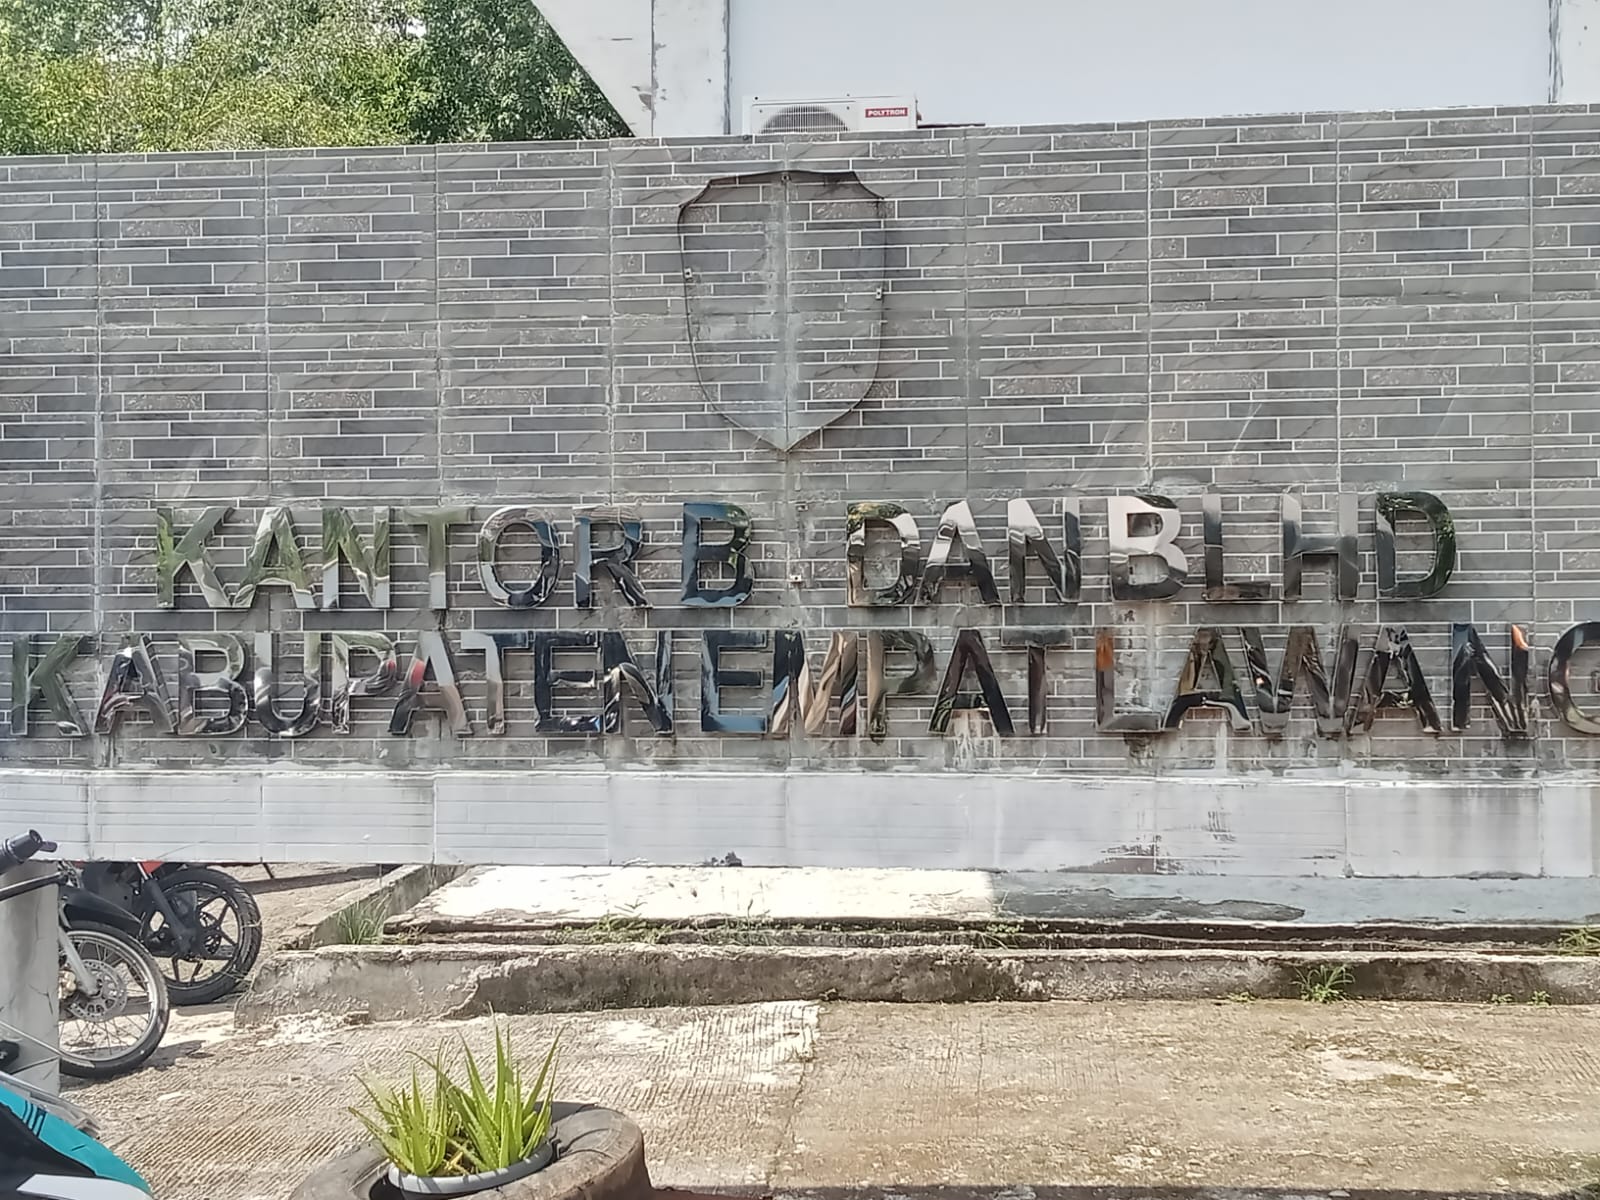 POLYTRON
KANTOR B DAN BLHD
KABUPATEN EMPAT LAWANG